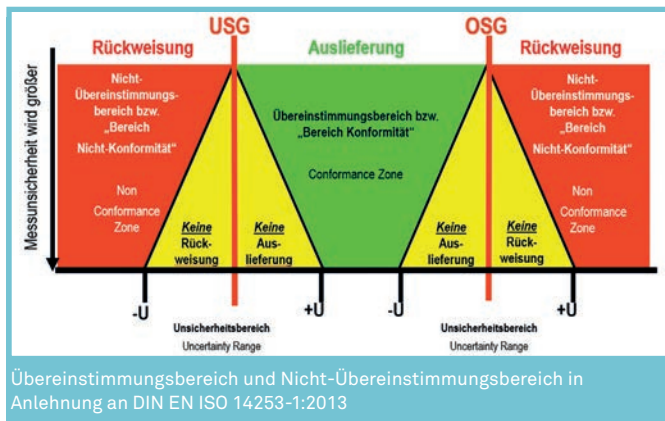 USG
OSG
Rückweisung
Auslieferung
Rückweisung
Messunsicherheit wird größer
Nicht-
Übereinstimmungs-
bereich bzw.
„Bereich
Nicht-Konformität“
Non
Conformance
Zone
Übereinstimmungsbereich bzw.
„Bereich Konformität“
Conformance Zone
Nicht-
Übereinstimmungs-
bereich bzw.
„Bereich
Nicht-Konformität“
Non
Conformance
Zone
Keine
Rück-
weisung
Keine
Aus-
lieferung
Keine
Aus-
lieferung
Keine
Rück-
weisung
-U
+U
-U
+U
Unsicherheitsbereich
Uncertainty Range
Unsicherheitsbereich
Uncertainty Range
Übereinstimmungsbereich und Nicht-Übereinstimmungsbereich in
Anlehnung an DIN EN ISO 14253-1:2013